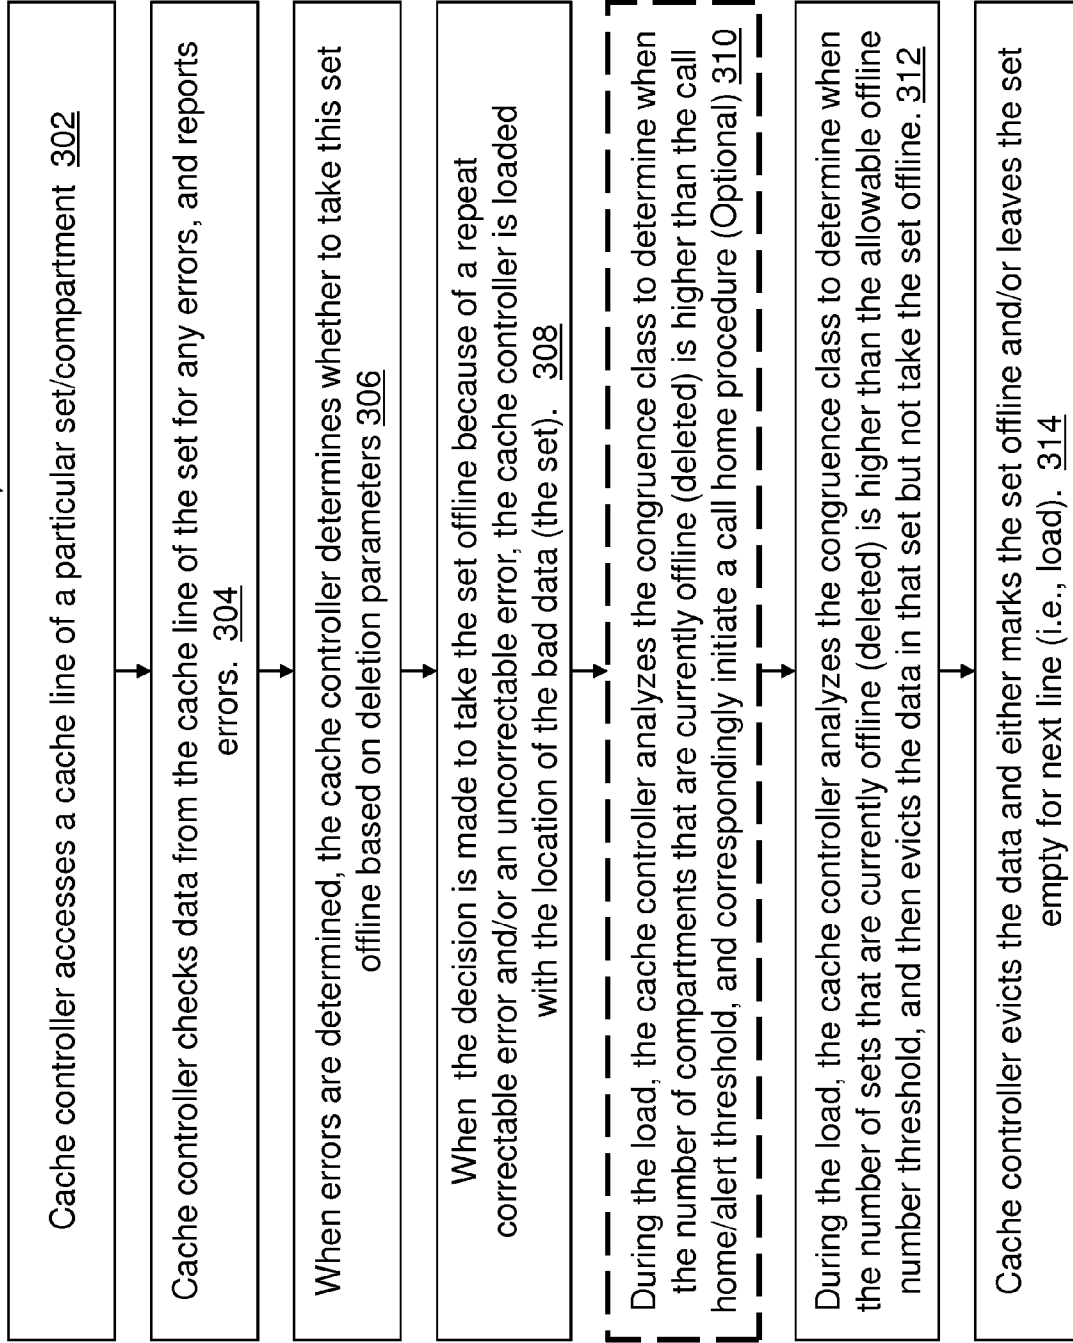 Cache controller accesses a cache line of a particular set/compartment 302
Cache controller checks data from the cache line of the set for any errors, and reports
errors. 304
When errors are determined, the cache controller determines whether to take this set
offline based on deletion parameters 306
When the decision is made to take the set offline because of a repeat
correctable error and/or an uncorrectable error, the cache controller is loaded
with the location of the bad data (the set). 308
During the load, the cache controller analyzes the congruence class to determine when
the number of compartments that are currently offline (deleted) is higher than the call
home/alert threshold, and correspondingly initiate a call home procedure (Optional) 310
During the load, the cache controller analyzes the congruence class to determine when
the number of sets that are currently offline (deleted) is higher than the allowable offline
number threshold, and then evicts the data in that set but not take the set offline. 312
Cache controller evicts the data and either marks the set offline and/or leaves the set
empty for next line (i.e., load). 314